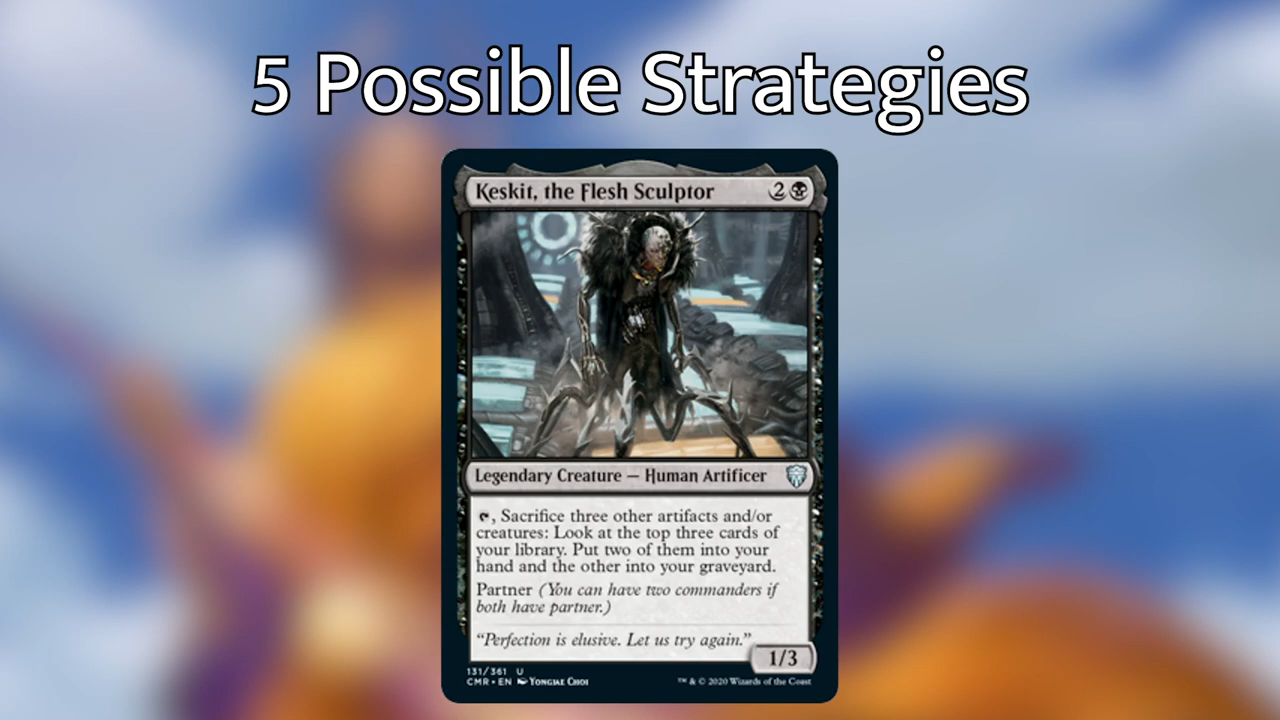 5 Possible Strategies
Keskit, the Flesh Sculptor 2
Legendary Creature — Human Artificer
, Sacrifice three other artifacts and/or
creatures: Look at the top three cards of
your library. Put two of them into your
hand and the other into your graveyard.
Partner (You can have two commanders if
both have partner.)
"Perfection is elusive. Let us try again."
1/3
131/361 U
CMR • EN Yongjae Choi
™ & © 2020 Wizards of the Coast